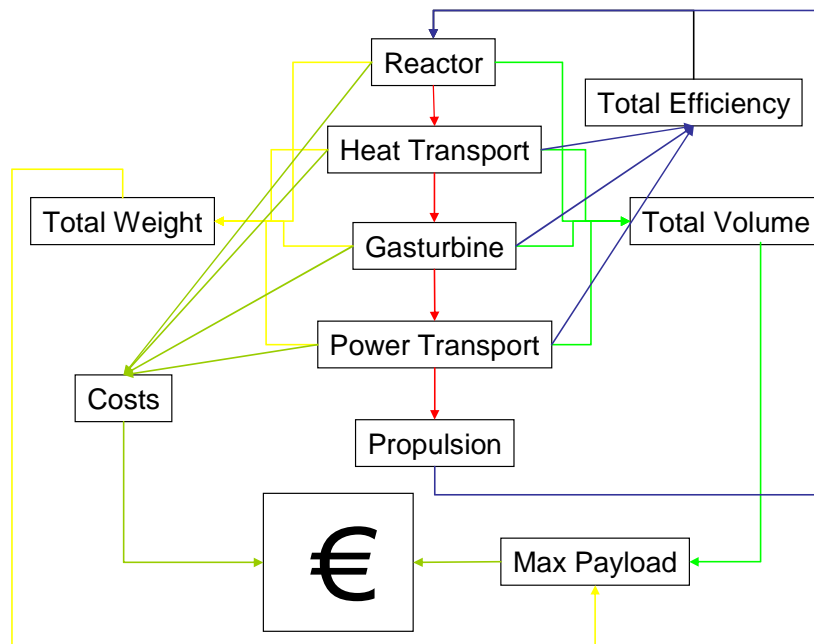 Reactor
Total Efficiency
Heat Transport
Total Weight
Total Volume
Gasturbine
Power Transport
Costs
Propulsion
€
Max Payload